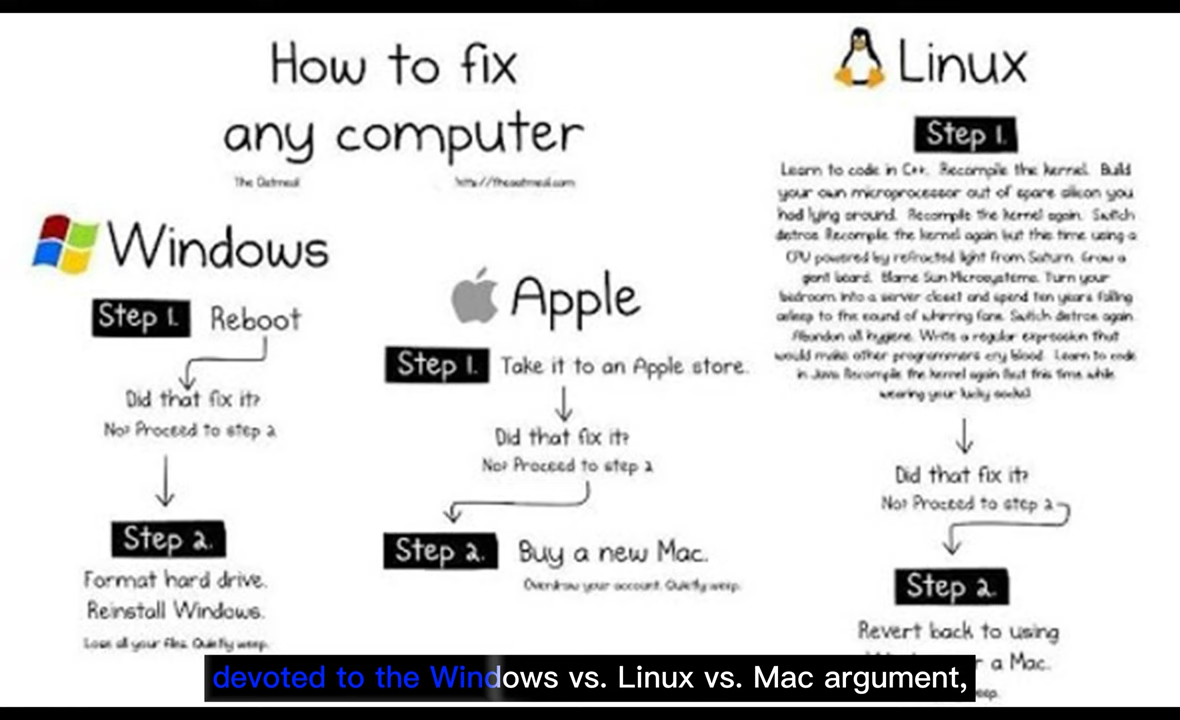 How to fix
any computer
The Oatmeal http://theoatmeal.com
Windows
Step 1. Reboot
Did that fix it?
No? Proceed to step 2
Step 2.
Format hard drive.
Reinstall Windows.
Lose all your files. Quietly weep.
Apple
Step 1. Take it to an Apple store.
Did that fix it?
No? Proceed to step 2
Step 2. Buy a new Mac.
Overdraw your account. Quietly weep.
Linux
Step 1.
Learn to code in C++. Recompile the kernel. Build
your own microprocessor out of spare silicon you
had lying around. Recompile the kernel again. Switch
distros. Recompile the kernel again but this time using a
CPU powered by refracted light from Saturn. Grow a
giant beard. Blame Sun Microsystems. Turn your
bedroom into a server closet and spend ten years falling
asleep to the sound of whirring fans. Switch distros again.
Abandon all hygiene. Write a regular expression that
would make other programmers cry blood. Learn to code
in Java. Recompile the kernel again (but this time while
wearing your lucky socks).
Did that fix it?
No? Proceed to step 2
Step 2.
Revert back to using
a Mac.
devoted to the Windows vs. Linux vs. Mac argument,